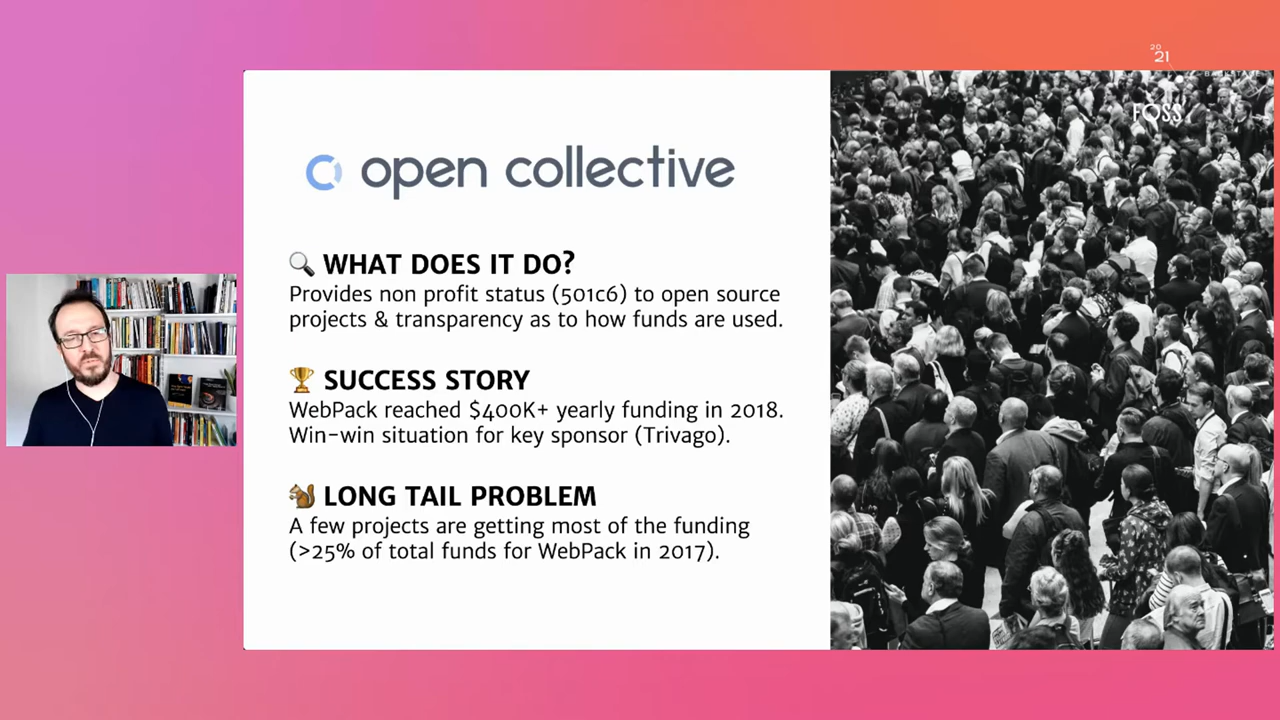 20
21
BACKSTAGE
FOSS
open collective
🔍 WHAT DOES IT DO?
Provides non profit status (501c6) to open source
projects & transparency as to how funds are used.
🏆 SUCCESS STORY
WebPack reached $400K+ yearly funding in 2018.
Win-win situation for key sponsor (Trivago).
🐿️ LONG TAIL PROBLEM
A few projects are getting most of the funding
(>25% of total funds for WebPack in 2017).